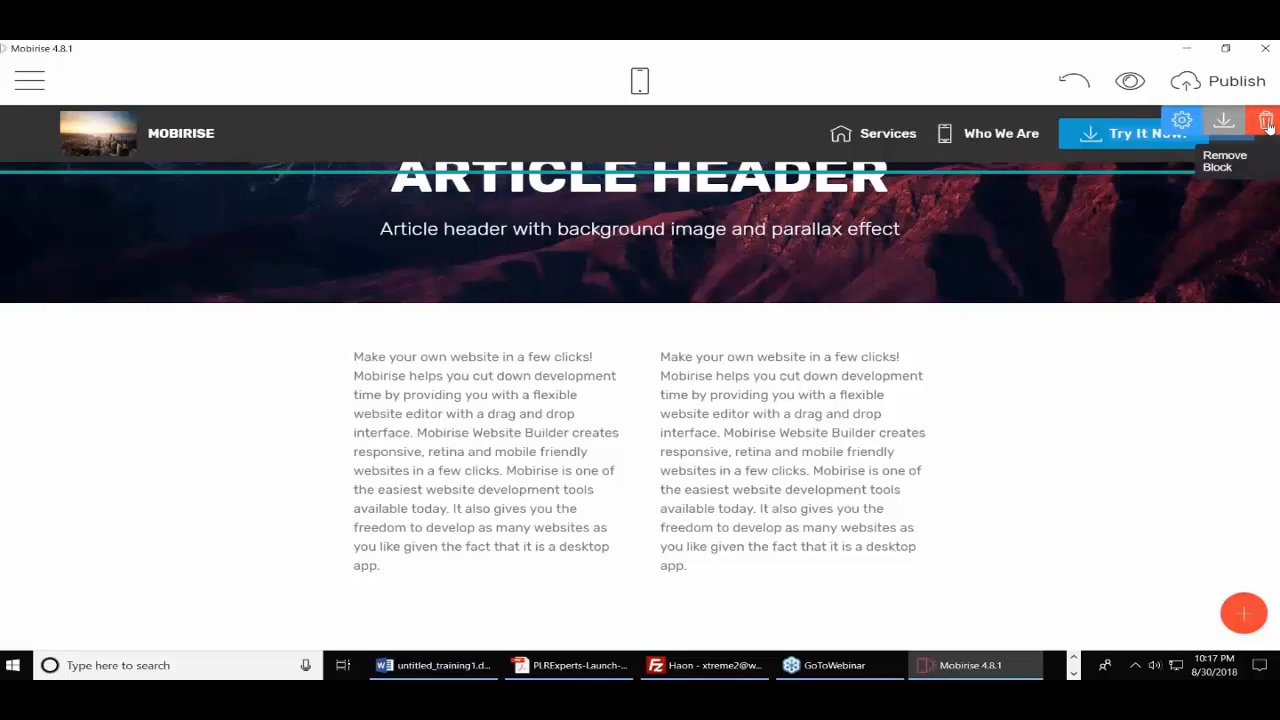 Mobirise 4.8.1
Publish
MOBIRISE
Services
Who We Are
Try It Now!
Remove
Block
ARTICLE HEADER
Article header with background image and parallax effect
Make your own website in a few clicks!
Mobirise helps you cut down development
time by providing you with a flexible
website editor with a drag and drop
interface. Mobirise Website Builder creates
responsive, retina and mobile friendly
websites in a few clicks. Mobirise is one of
the easiest website development tools
available today. It also gives you the
freedom to develop as many websites as
you like given the fact that it is a desktop
app.
Make your own website in a few clicks!
Mobirise helps you cut down development
time by providing you with a flexible
website editor with a drag and drop
interface. Mobirise Website Builder creates
responsive, retina and mobile friendly
websites in a few clicks. Mobirise is one of
the easiest website development tools
available today. It also gives you the
freedom to develop as many websites as
you like given the fact that it is a desktop
app.
Type here to search
untitled_training1.d...
PLRExperts-Launch-...
Haon - xtreme2@w...
GoToWebinar
Mobirise 4.8.1
10:17 PM
8/30/2018